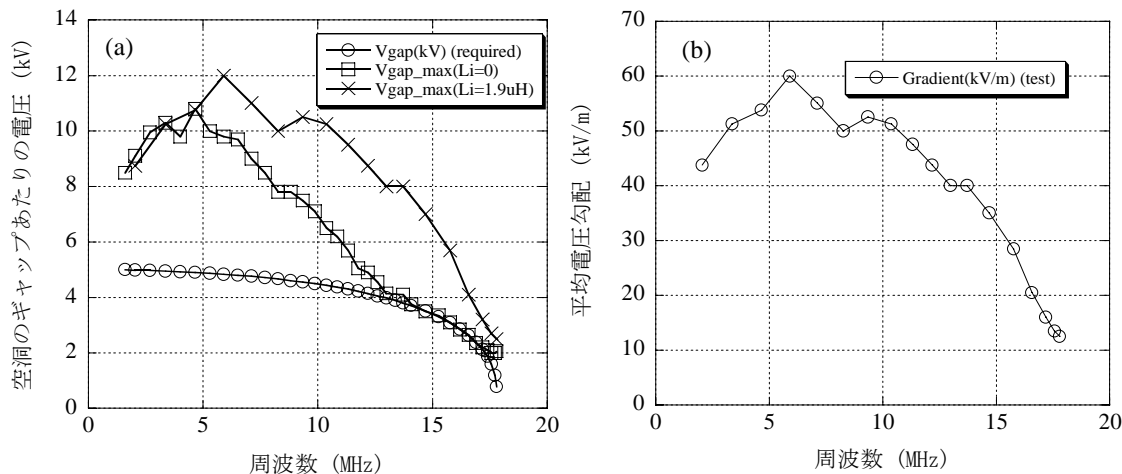 (a)
Vgap(kV) (required)
Vgap_max(Li=0)
Vgap_max(Li=1.9uH)
空洞のギャップあたりの電圧 (kV)
14
12
10
8
6
4
2
0
0 5 10 15 20
周波数 (MHz)
(b)
Gradient(kV/m) (test)
平均電圧勾配 (kV/m)
70
60
50
40
30
20
10
0
0 5 10 15 20
周波数 (MHz)